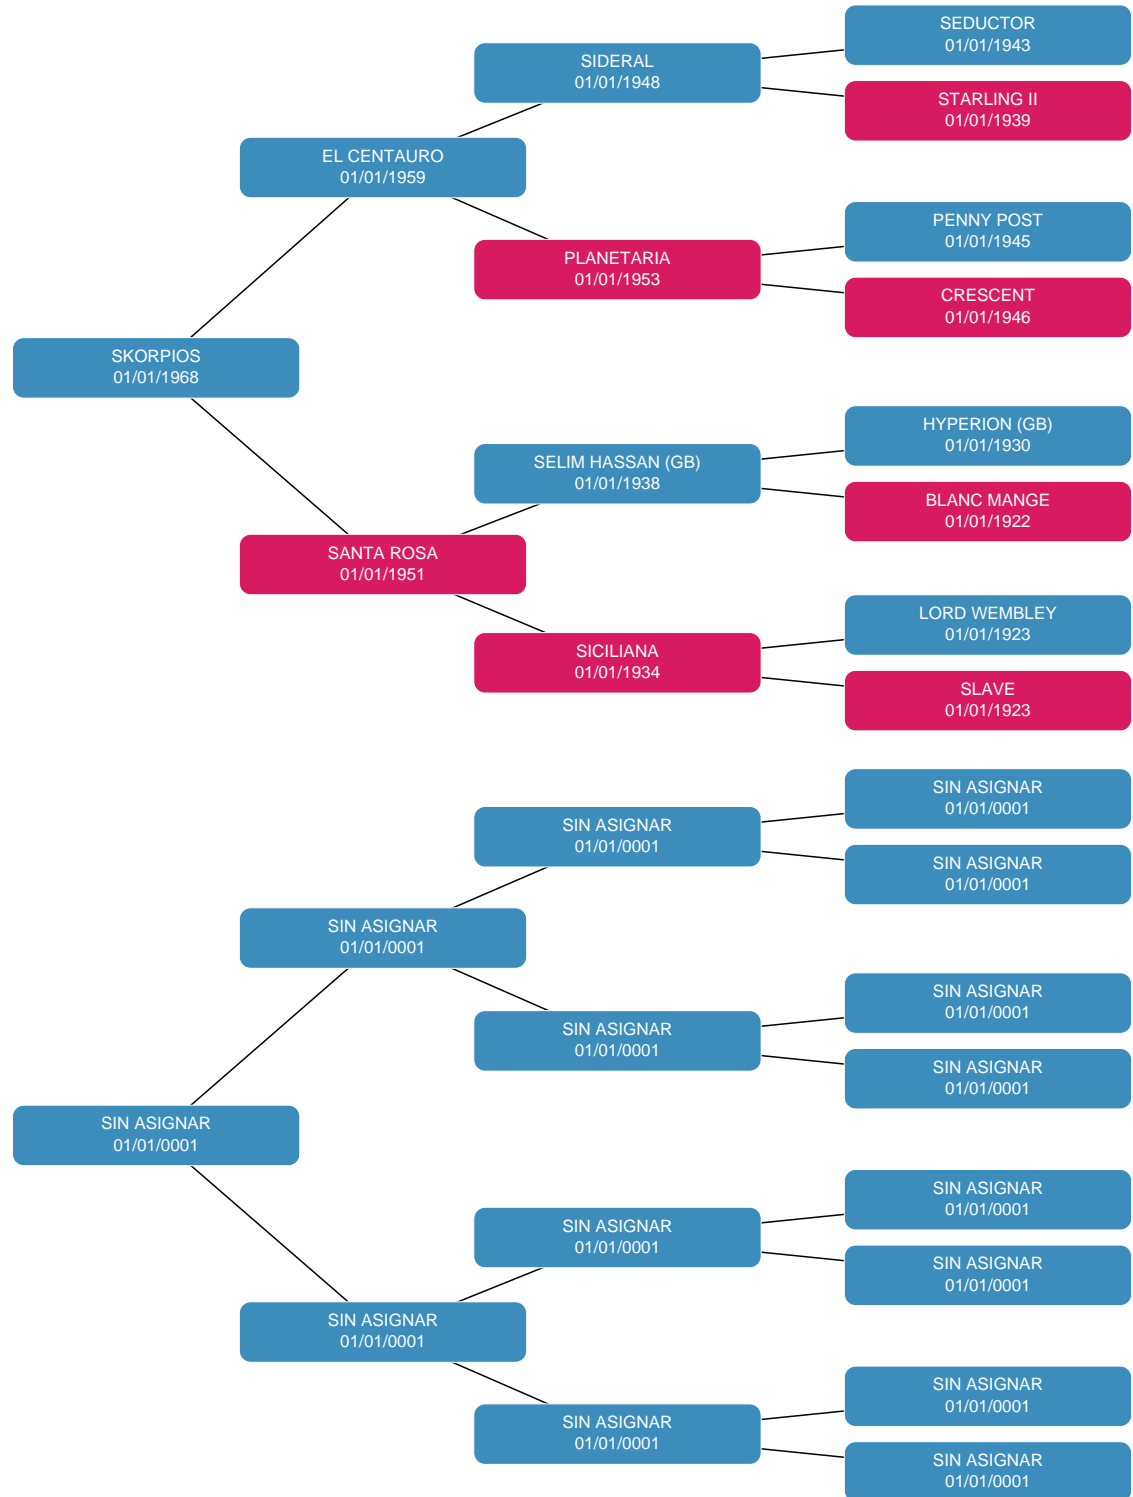 SEDUCTOR
01/01/1943
SIDERAL
01/01/1948
STARLING II
01/01/1939
EL CENTAURO
01/01/1959
PENNY POST
01/01/1945
PLANETARIA
01/01/1953
CRESCENT
01/01/1946
SKORPIOS
01/01/1968
HYPERION (GB)
01/01/1930
SELIM HASSAN (GB)
01/01/1938
BLANC MANGE
01/01/1922
SANTA ROSA
01/01/1951
LORD WEMBLEY
01/01/1923
SICILIANA
01/01/1934
SLAVE
01/01/1923
SIN ASIGNAR
01/01/0001
SIN ASIGNAR
01/01/0001
SIN ASIGNAR
01/01/0001
SIN ASIGNAR
01/01/0001
SIN ASIGNAR
01/01/0001
SIN ASIGNAR
01/01/0001
SIN ASIGNAR
01/01/0001
SIN ASIGNAR
01/01/0001
SIN ASIGNAR
01/01/0001
SIN ASIGNAR
01/01/0001
SIN ASIGNAR
01/01/0001
SIN ASIGNAR
01/01/0001
SIN ASIGNAR
01/01/0001
SIN ASIGNAR
01/01/0001
SIN ASIGNAR
01/01/0001